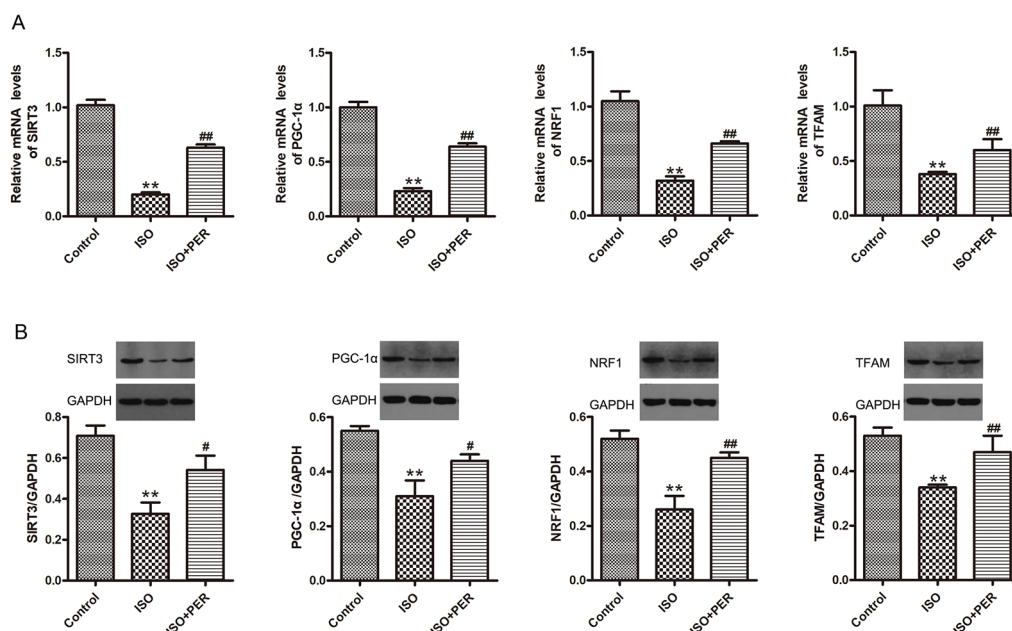 A
Relative mRNA levels
of SIRT3
1.5
1.0
0.5
0.0
**
##
Control
ISO
ISO+PER
Relative mRNA levels
of PGC-1α
1.5
1.0
0.5
0.0
**
##
Control
ISO
ISO+PER
Relative mRNA levels
of NRF1
1.5
1.0
0.5
0.0
**
##
Control
ISO
ISO+PER
Relative mRNA levels
of TFAM
1.5
1.0
0.5
0.0
**
##
Control
ISO
ISO+PER
B
SIRT3
GAPDH
SIRT3/GAPDH
0.8
0.6
0.4
0.2
0.0
**
#
Control
ISO
ISO+PER
PGC-1α
GAPDH
PGC-1α /GAPDH
0.6
0.4
0.2
0.0
**
#
Control
ISO
ISO+PER
NRF1
GAPDH
NRF1/GAPDH
0.6
0.4
0.2
0.0
**
##
Control
ISO
ISO+PER
TFAM
GAPDH
TFAM/GAPDH
0.6
0.4
0.2
0.0
**
##
Control
ISO
ISO+PER